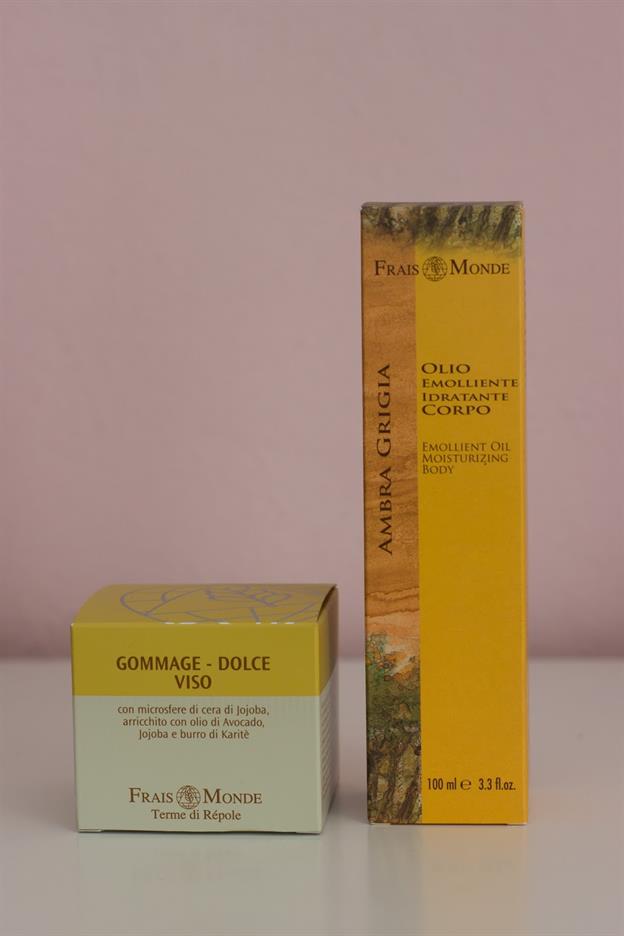 GOMMAGE - DOLCE
VISO
con microsfere di cera di Jojoba,
arricchito con olio di Avocado,
Jojoba e burro di Karitè
FRAIS MONDE
Terme di Répole
FRAIS MONDE
AMBRA GRIGIA
OLIO
EMOLLIENTE
IDRATANTE
CORPO
EMOLLIENT OIL
MOISTURIZING
BODY
100 ml ℮ 3.3 fl.oz.